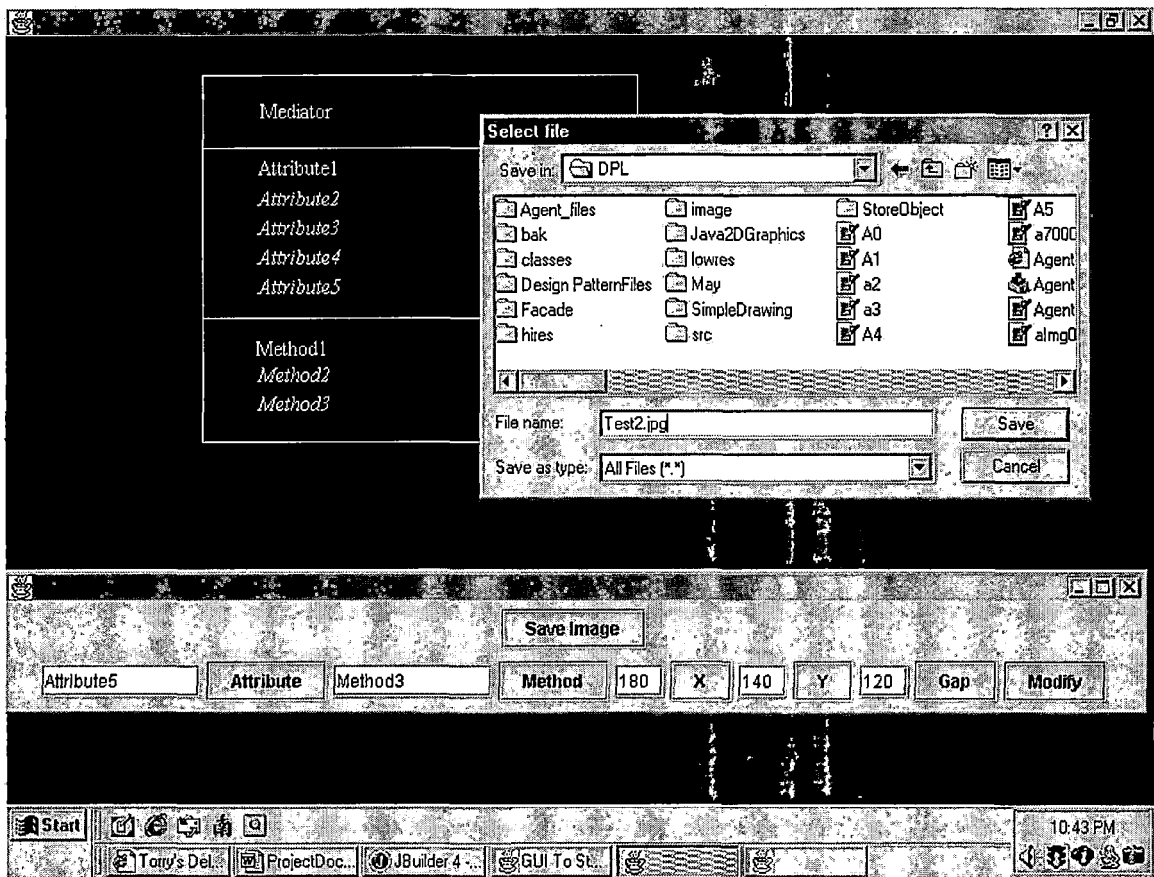 Mediator
Attribute1
Attribute2
Attribute3
Attribute4
Attribute5
Method1
Method2
Method3
Select file
Save in: DPL
Agent_files image StoreObject A5
bak Java2DGraphics A0 a7000
classes lowres A1 Agent
Design PatternFiles May a2 Agent
Facade SimpleDrawing a3 Agent
hires src A4
File name: Test2.jpg Save
Save as type: All Files (*.*) Cancel
Save Image
Attribute5 Attribute Method3 Method 180 X 140 Y 120 Gap Modify
Start 10:43 PM
Torry's Del... ProjectDoc... JBuilder 4 -... GUI To St...